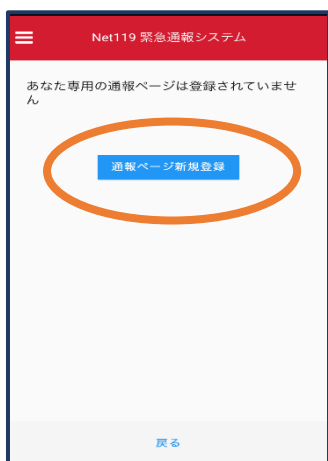 Net119 緊急通報システム
あなた専用の通報ページは登録されていませ
ん
通報ページ新規登録
戻る